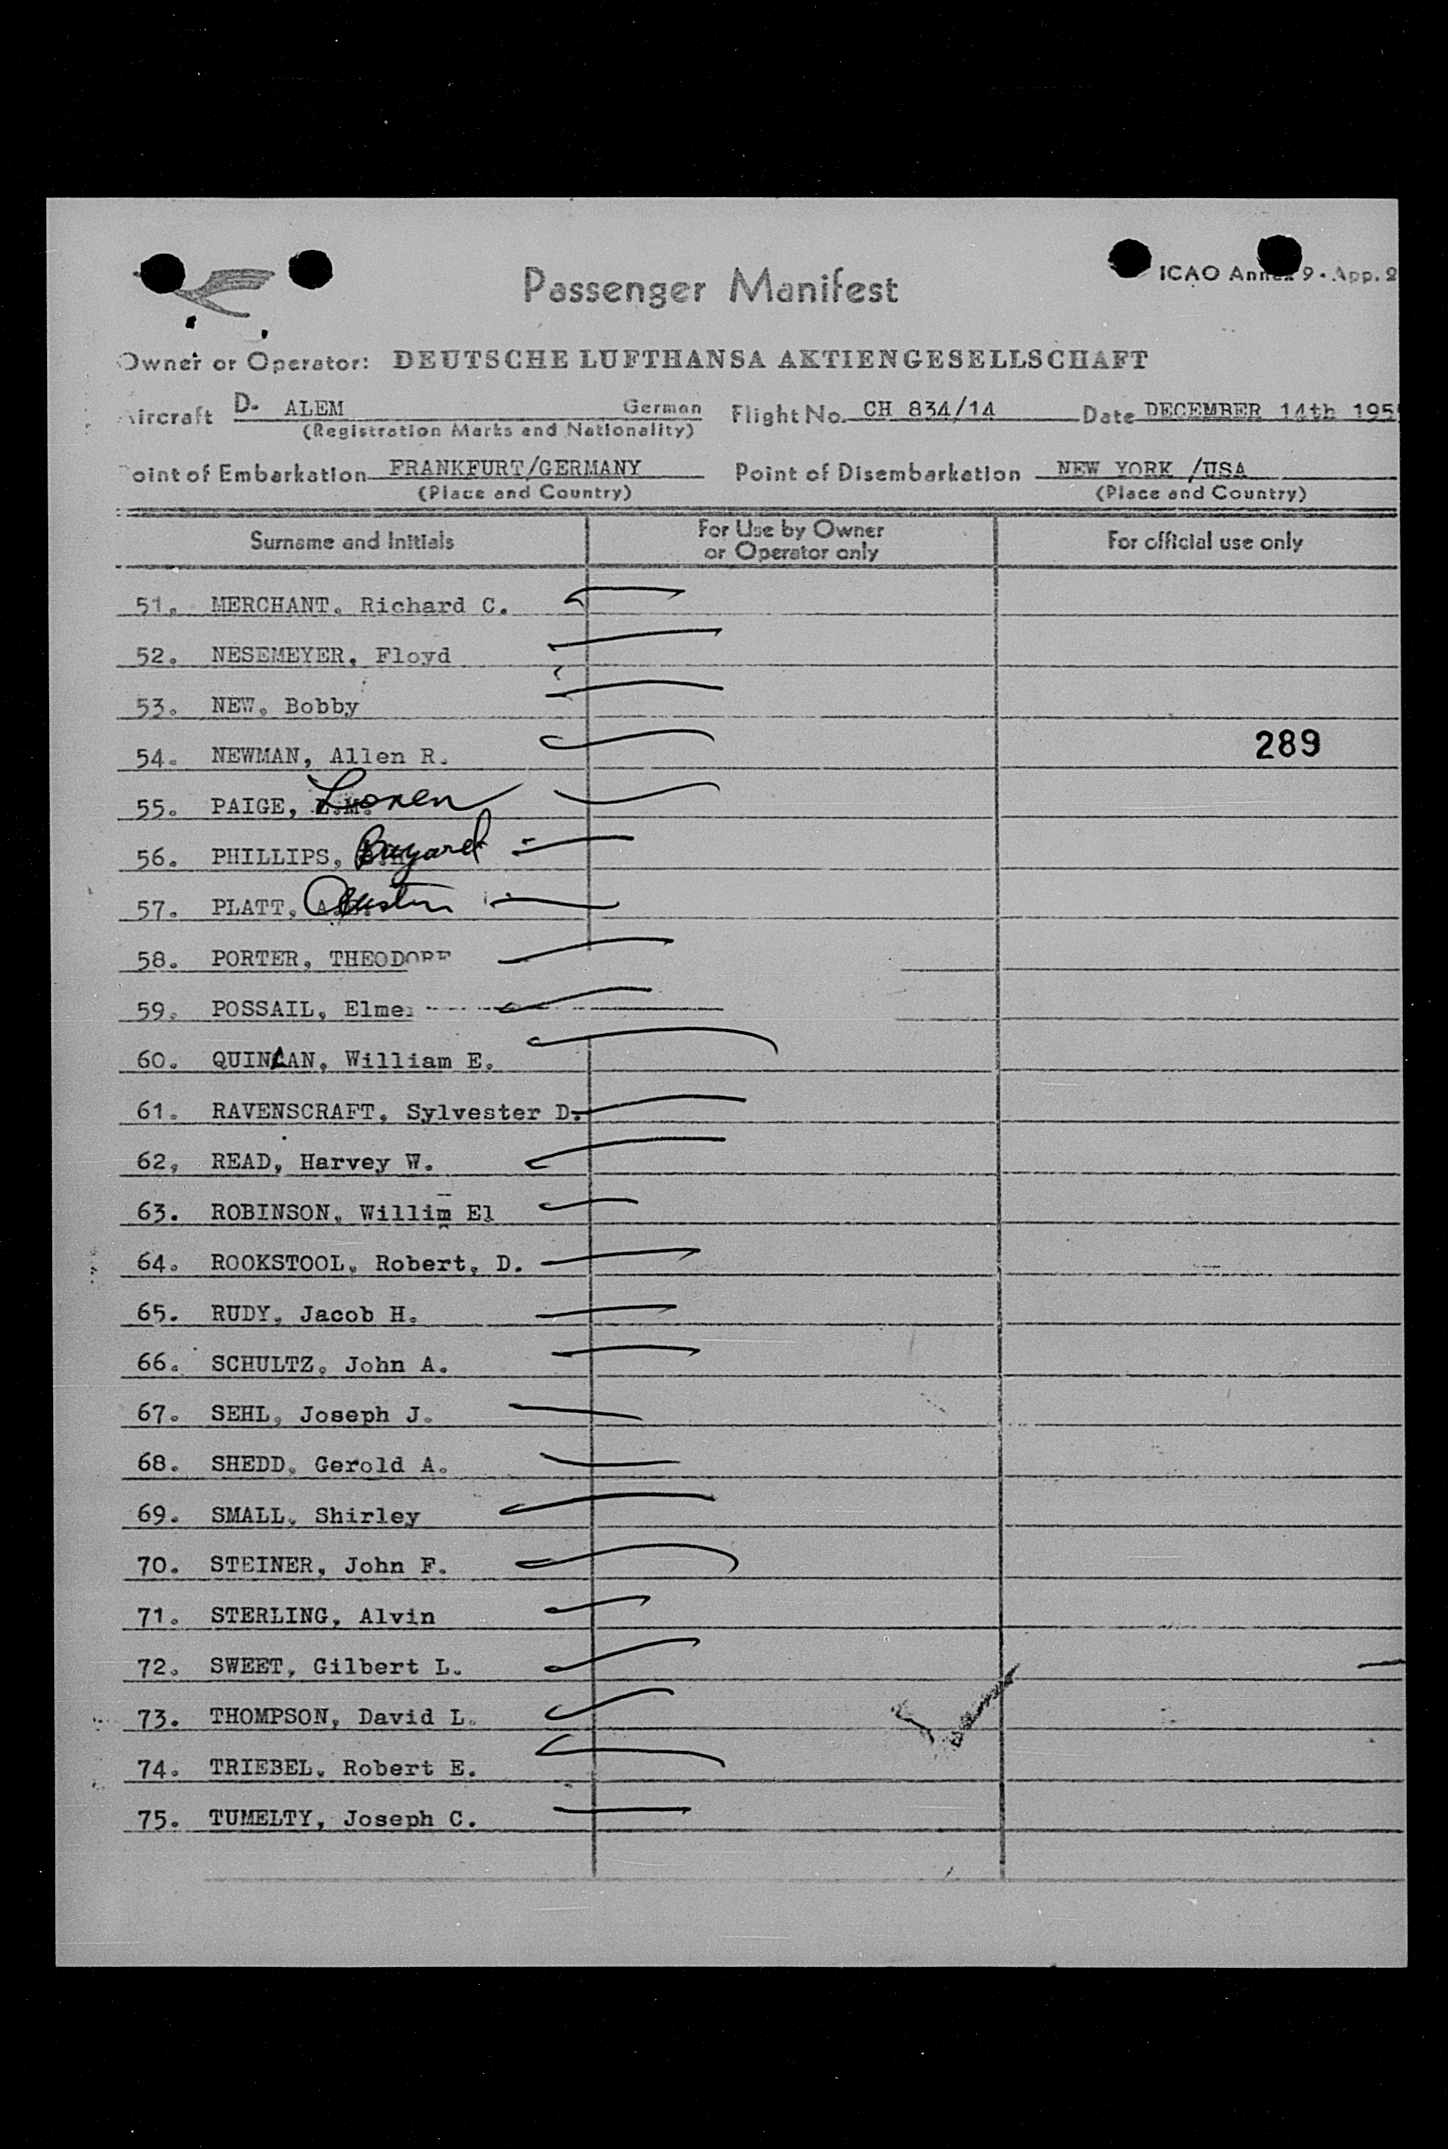 Passenger Manifest
ICAO Annex 9 - App. 2
Owner or Operator: DEUTSCHE LUFTHANSA AKTIENGESELLSCHAFT
Aircraft D- ALEM German Flight No. CH 834/14 Date DECEMBER 14th 195
(Registration Marks and Nationality)
Point of Embarkation FRANKFURT/GERMANY Point of Disembarkation NEW YORK /USA
(Place and Country) (Place and Country)
Surname and Initials For Use by Owner or Operator only For official use only
51. MERCHANT, Richard C.
52. NESEMEYER, Floyd
53. NEW, Bobby
54. NEWMAN, Allen R. 289
55. PAIGE, Loren
56. PHILLIPS, Bayard
57. PLATT, Austin
58. PORTER, THEODORE
59. POSSAIL, Elmer
60. QUINLAN, William E.
61. RAVENSCRAFT, Sylvester D.
62. READ, Harvey W.
63. ROBINSON, Willim El
64. ROOKSTOOL, Robert, D.
65. RUDY, Jacob H.
66. SCHULTZ, John A.
67. SEHL, Joseph J.
68. SHEDD, Gerold A.
69. SMALL, Shirley
70. STEINER, John F.
71. STERLING, Alvin
72. SWEET, Gilbert L.
73. THOMPSON, David L.
74. TRIEBEL, Robert E.
75. TUMELTY, Joseph C.